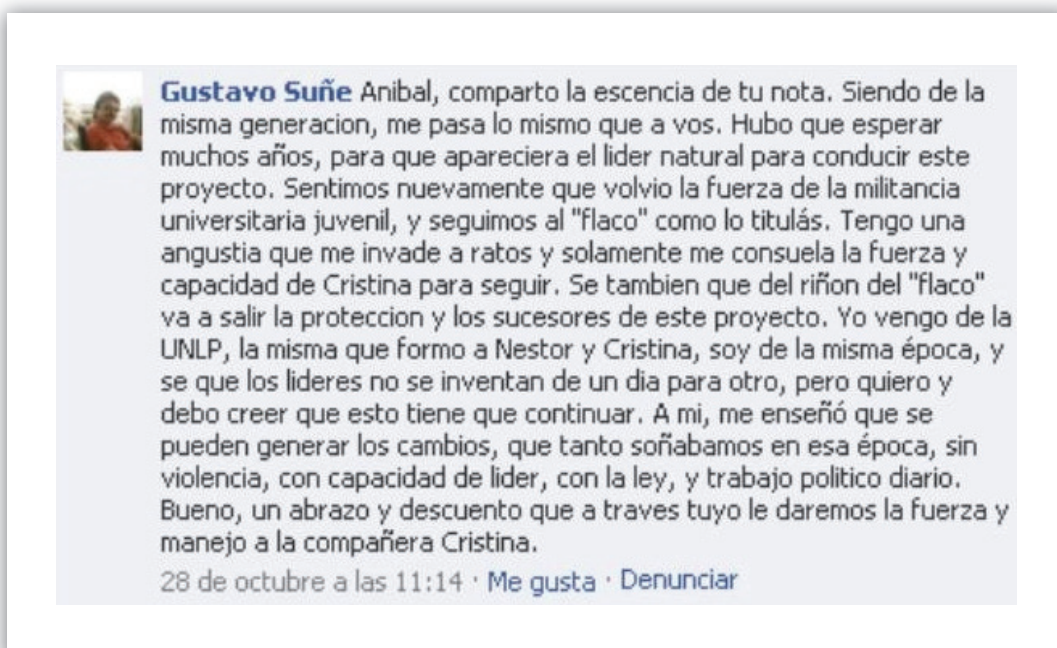 Gustavo Suñe Anibal, comparto la escencia de tu nota. Siendo de la
misma generacion, me pasa lo mismo que a vos. Hubo que esperar
muchos años, para que apareciera el lider natural para conducir este
proyecto. Sentimos nuevamente que volvio la fuerza de la militancia
universitaria juvenil, y seguimos al "flaco" como lo titulás. Tengo una
angustia que me invade a ratos y solamente me consuela la fuerza y
capacidad de Cristina para seguir. Se tambien que del riñon del "flaco"
va a salir la proteccion y los sucesores de este proyecto. Yo vengo de la
UNLP, la misma que formo a Nestor y Cristina, soy de la misma época, y
se que los lideres no se inventan de un dia para otro, pero quiero y
debo creer que esto tiene que continuar. A mi, me enseñó que se
pueden generar los cambios, que tanto soñabamos en esa época, sin
violencia, con capacidad de lider, con la ley, y trabajo politico diario.
Bueno, un abrazo y descuento que a traves tuyo le daremos la fuerza y
manejo a la compañera Cristina.
28 de octubre a las 11:14 · Me gusta · Denunciar